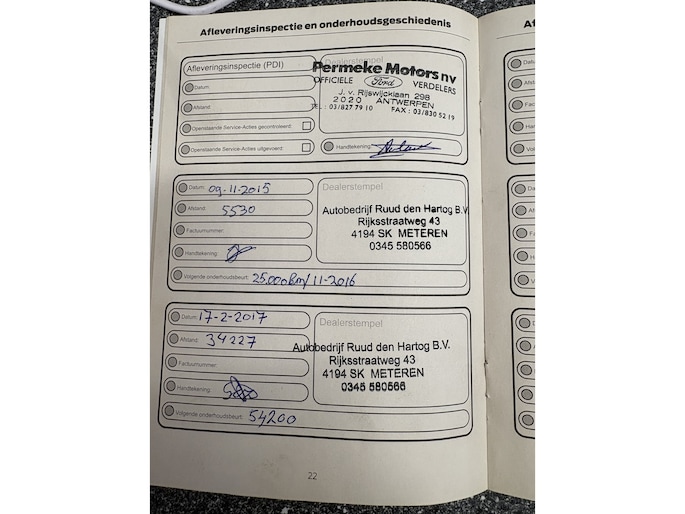 Afleveringsinspectie en onderhoudsgeschiedenis
Afleveringsinspectie (PDI)
Datum:
Afstand:
Openstaande Service-Acties gecontroleerd:
Openstaande Service-Acties uitgevoerd:
Dealerstempel
Permeke Motors nv
OFFICIELE Ford VERDELERS
J. v. Rijswijcklaan 298
2020 ANTWERPEN
TEL : 03/827 79 10 FAX : 03/830 52 19
Handtekening:
Datum: 09-11-2015
Afstand: 5530
Factuurnummer:
Handtekening:
Volgende onderhoudsbeurt: 25.000km/11-2016
Dealerstempel
Autobedrijf Ruud den Hartog B.V.
Rijksstraatweg 43
4194 SK METEREN
0345 580566
Datum: 17-2-2017
Afstand: 34227
Factuurnummer:
Handtekening:
Volgende onderhoudsbeurt: 54200
Dealerstempel
Autobedrijf Ruud den Hartog B.V.
Rijksstraatweg 43
4194 SK METEREN
0345 580566
22